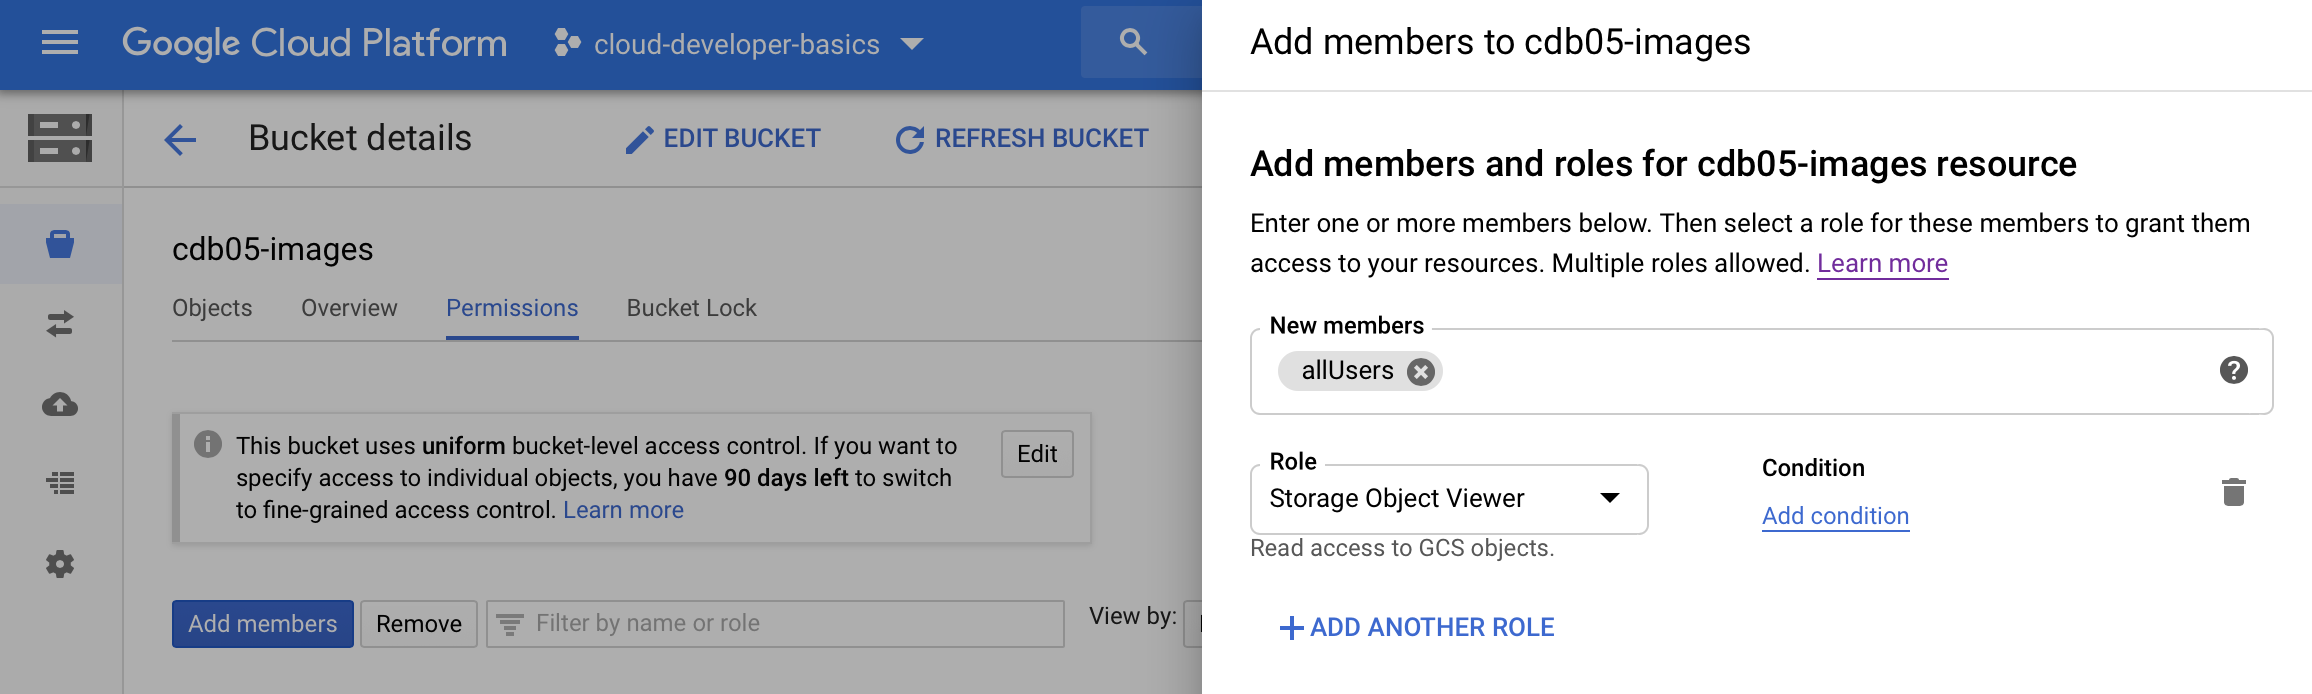 Google Cloud Platform
cloud-developer-basics
Bucket details
EDIT BUCKET
REFRESH BUCKET
cdb05-images
Objects
Overview
Permissions
Bucket Lock
This bucket uses uniform bucket-level access control. If you want to
specify access to individual objects, you have 90 days left to switch
to fine-grained access control. Learn more
Edit
Add members
Remove
Filter by name or role
View by:
Add members to cdb05-images
Add members and roles for cdb05-images resource
Enter one or more members below. Then select a role for these members to grant them
access to your resources. Multiple roles allowed. Learn more
New members
allUsers
Role
Storage Object Viewer
Read access to GCS objects.
Condition
Add condition
ADD ANOTHER ROLE